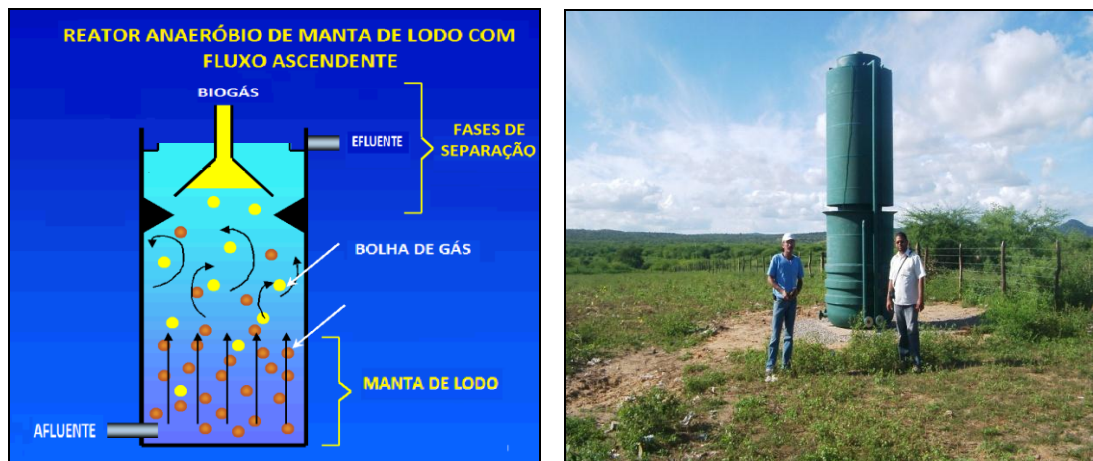 REATOR ANAERÓBIO DE MANTA DE LODO COM
FLUXO ASCENDENTE
BIOGÁS
EFLUENTE
FASES DE
SEPARAÇÃO
BOLHA DE GÁS
MANTA DE LODO
AFLUENTE